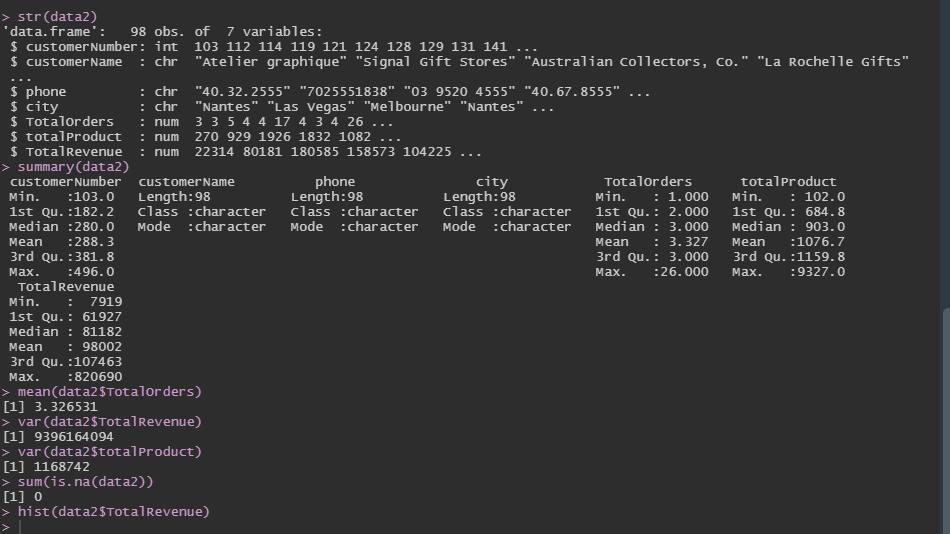 > str(data2)
'data.frame':   98 obs. of  7 variables:
 $ customerNumber: int  103 112 114 119 121 124 128 129 131 141 ...
 $ customerName  : chr  "Atelier graphique" "Signal Gift Stores" "Australian Collectors, Co." "La Rochelle Gifts"
...
 $ phone         : chr  "40.32.2555" "7025551838" "03 9520 4555" "40.67.8555" ...
 $ city          : chr  "Nantes" "Las Vegas" "Melbourne" "Nantes" ...
 $ TotalOrders   : num  3 3 5 4 4 17 4 3 4 26 ...
 $ totalProduct  : num  270 929 1926 1832 1082 ...
 $ TotalRevenue  : num  22314 80181 180585 158573 104225 ...
> summary(data2)
 customerNumber  customerName          phone               city            TotalOrders      totalProduct   
 Min.   :103.0   Length:98          Length:98          Length:98          Min.   : 1.000   Min.   : 102.0  
 1st Qu.:182.2   Class :character   Class :character   Class :character   1st Qu.: 2.000   1st Qu.: 684.8  
 Median :280.0   Mode  :character   Mode  :character   Mode  :character   Median : 3.000   Median : 903.0  
 Mean   :288.3                                                            Mean   : 3.327   Mean   :1076.7  
 3rd Qu.:381.8                                                            3rd Qu.: 3.000   3rd Qu.:1159.8  
 Max.   :496.0                                                            Max.   :26.000   Max.   :9327.0  
  TotalRevenue   
 Min.   :  7919  
 1st Qu.: 61927  
 Median : 81182  
 Mean   : 98002  
 3rd Qu.:107463  
 Max.   :820690  
> mean(data2$TotalOrders)
[1] 3.326531
> var(data2$TotalRevenue)
[1] 9396164094
> var(data2$totalProduct)
[1] 1168742
> sum(is.na(data2))
[1] 0
> hist(data2$TotalRevenue)
>